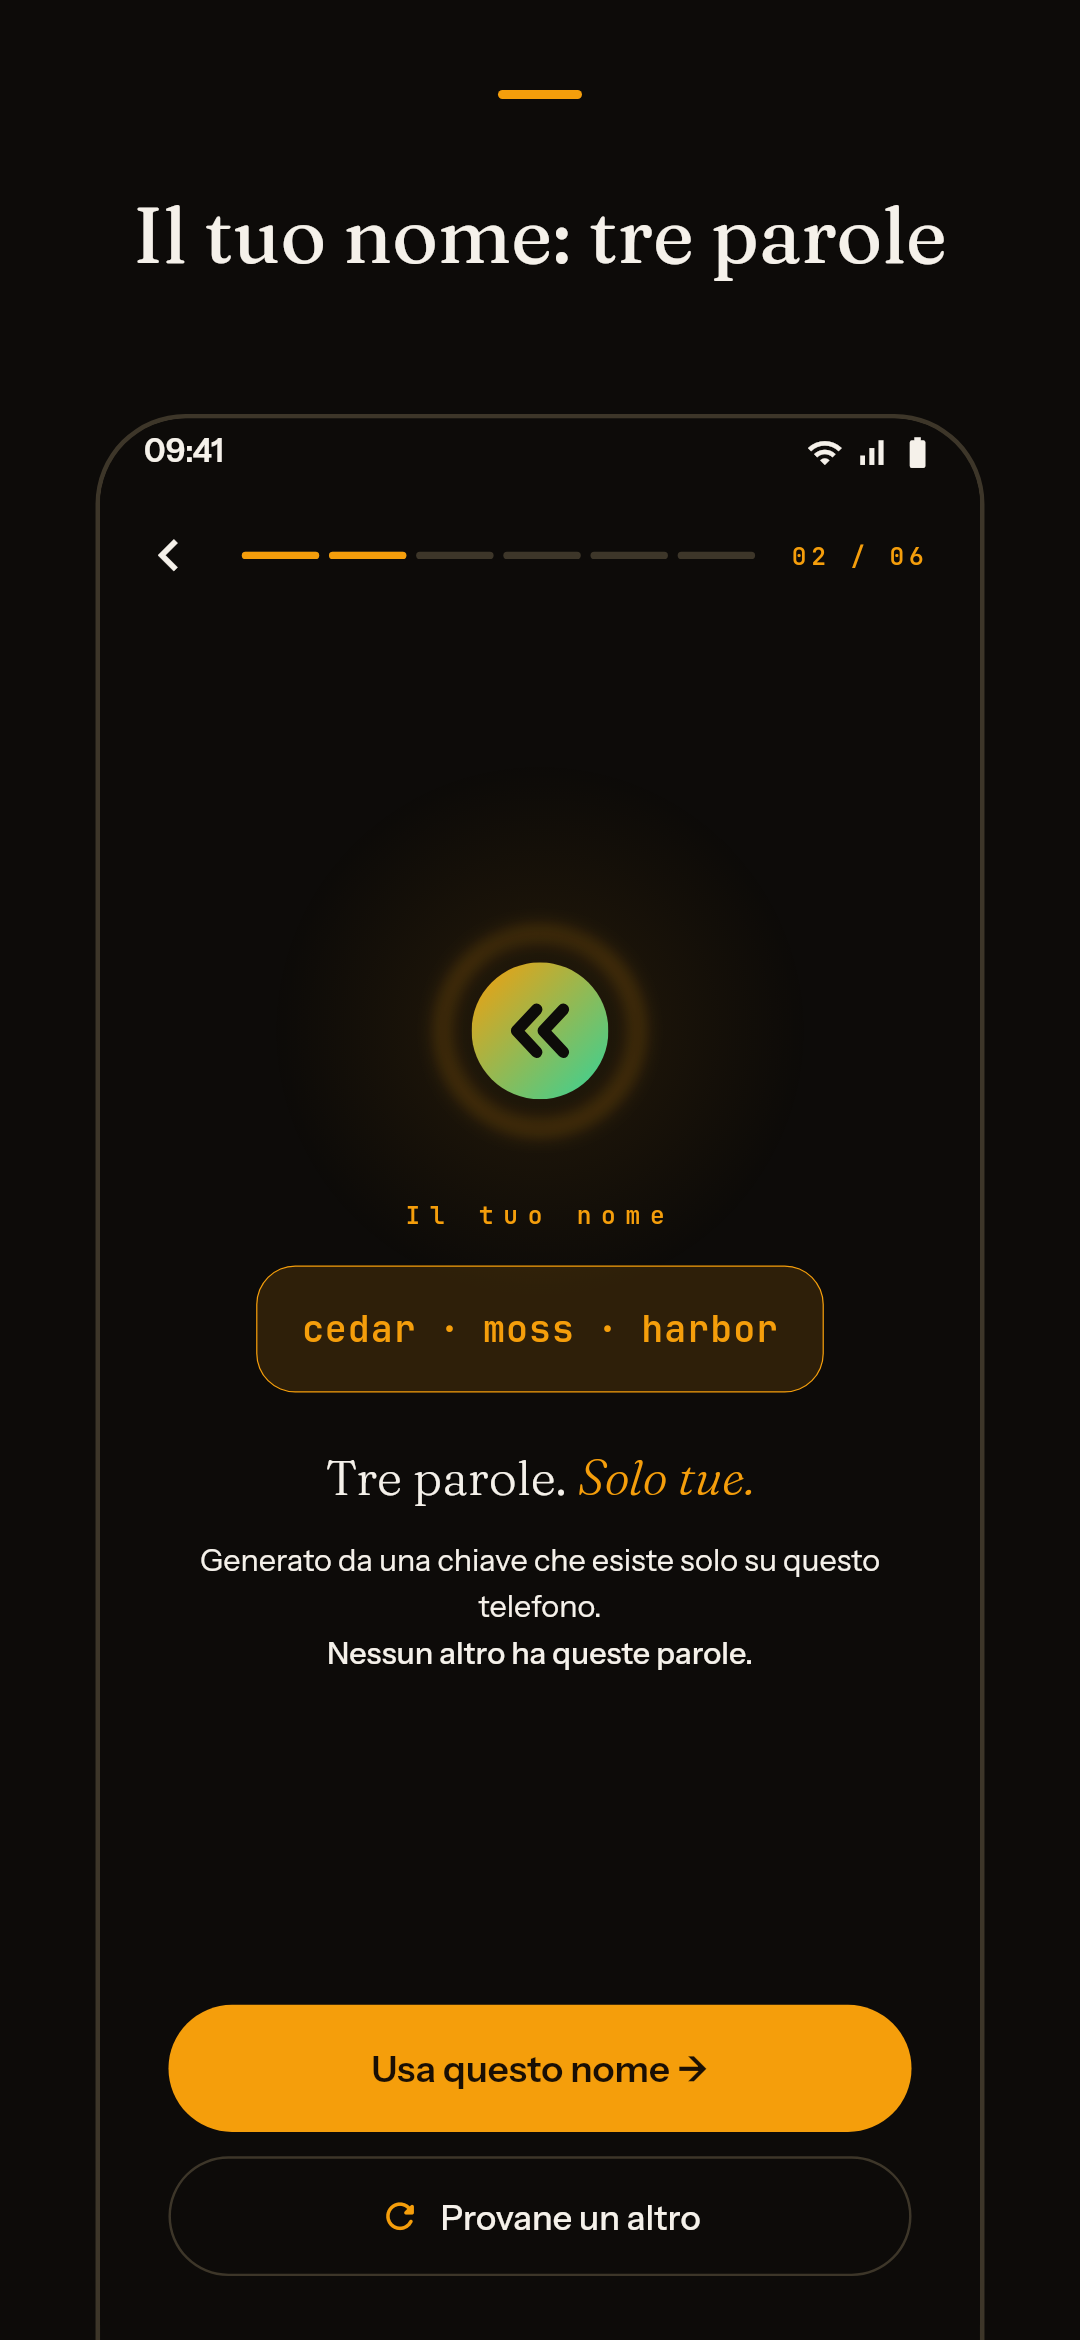 Il tuo nome: tre parole
09:41
02 / 06
Il tuo nome
cedar · moss · harbor
Tre parole. Solo tue.
Generato da una chiave che esiste solo su questo
telefono.
Nessun altro ha queste parole.
Usa questo nome →
Provane un altro